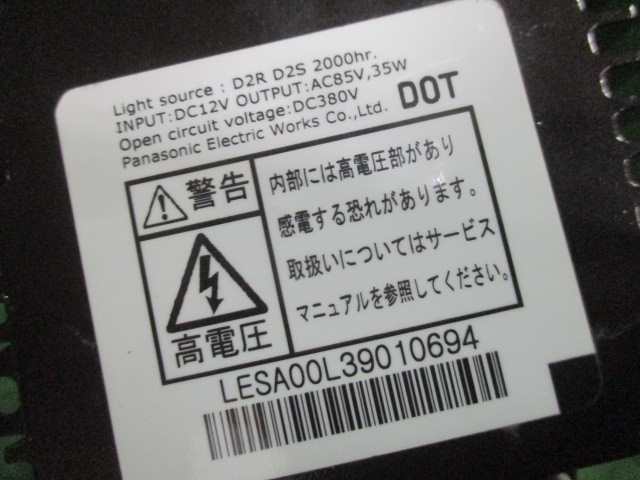 Light source : D2R D2S 2000hr.
INPUT:DC12V OUTPUT:AC85V,35W
Open circuit voltage:DC380V
Panasonic Electric Works Co.,Ltd.
DOT
警告
高電圧
内部には高電圧部があり
感電する恐れがあります。
取扱いについてはサービス
マニュアルを参照してください。
LESA00L39010694